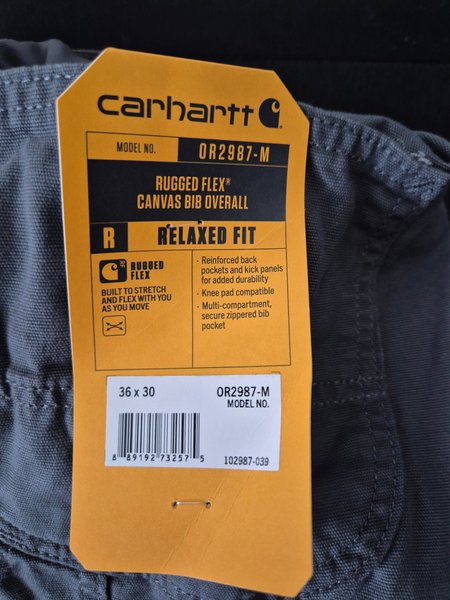 carhartt
MODEL NO. OR2987-M
RUGGED FLEX®
CANVAS BIB OVERALL
R RELAXED FIT
RUGGED
FLEX
BUILT TO STRETCH
AND FLEX WITH YOU
AS YOU MOVE
· Reinforced back
pockets and kick panels
for added durability
· Knee pad compatible
· Multi-compartment,
secure zippered bib
pocket
36 x 30 OR2987-M
MODEL NO.
8 89192 73257 5 102987-039